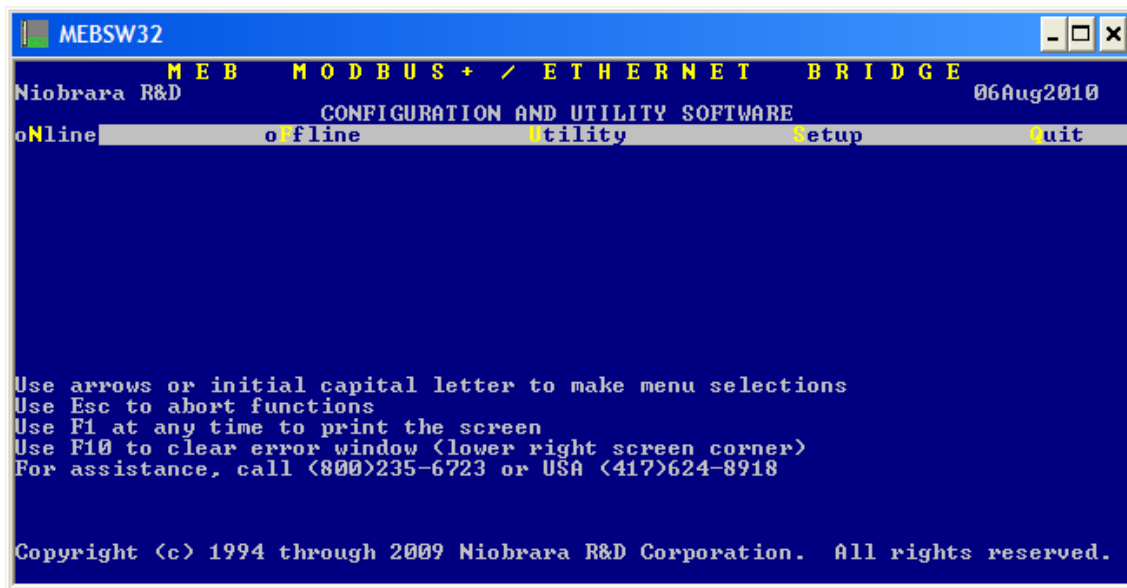 MEBSW32
M E B M O D B U S + / E T H E R N E T B R I D G E
Niobrara R&D 06Aug2010
CONFIGURATION AND UTILITY SOFTWARE
oNline oFfline Utility Setup Quit
Use arrows or initial capital letter to make menu selections
Use Esc to abort functions
Use F1 at any time to print the screen
Use F10 to clear error window (lower right screen corner)
For assistance, call (800)235-6723 or USA (417)624-8918
Copyright (c) 1994 through 2009 Niobrara R&D Corporation. All rights reserved.